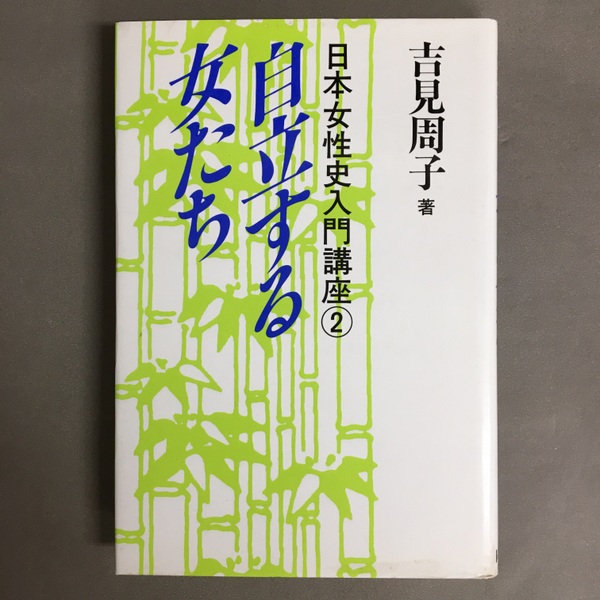 吉見周子 著
日本女性史入門講座②
自立する
女たち